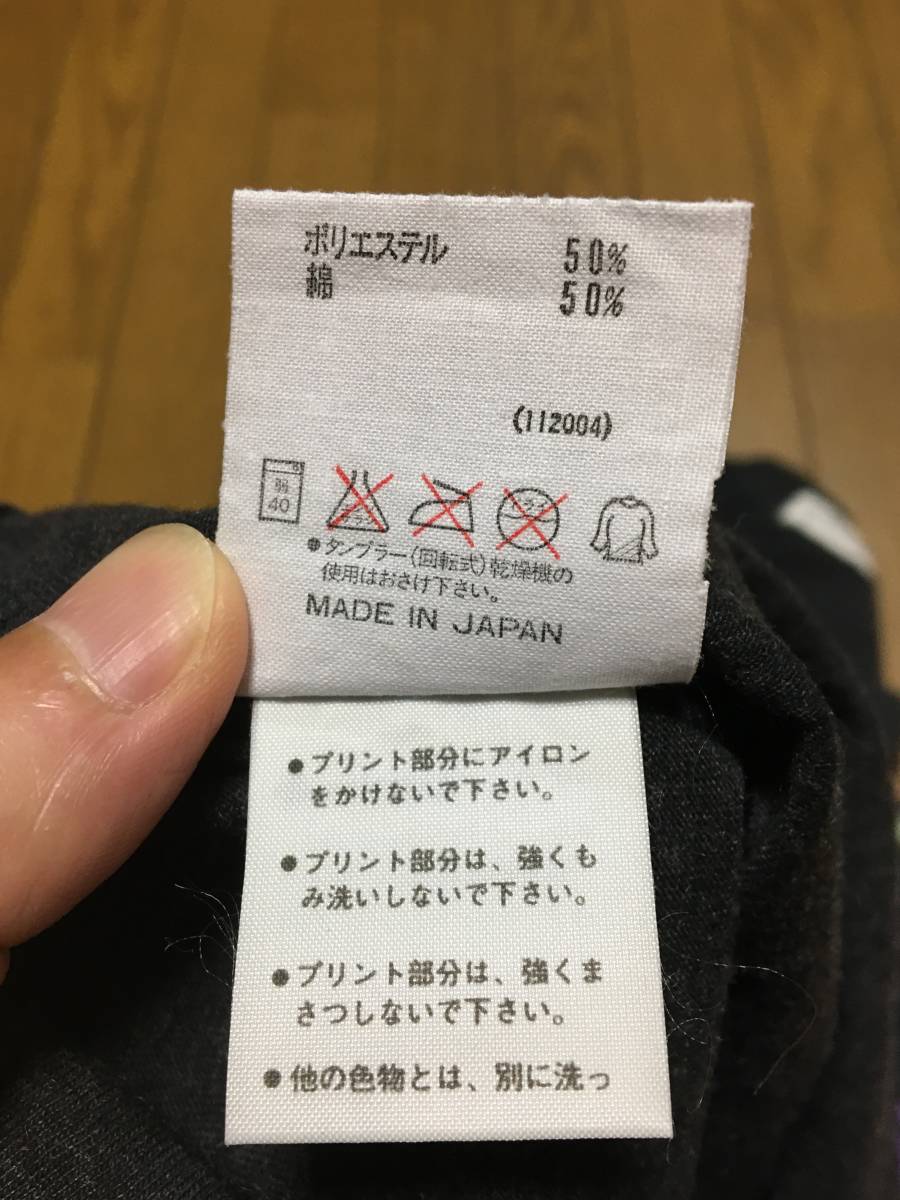 ポリエステル 50%
綿 50%
(112004)
弱
40
●タンブラー(回転式)乾燥機の
使用はおさけ下さい。
MADE IN JAPAN
●プリント部分にアイロン
をかけないで下さい。
●プリント部分は、強くも
み洗いしないで下さい。
●プリント部分は、強くま
さつしないで下さい。
●他の色物とは、別に洗っ